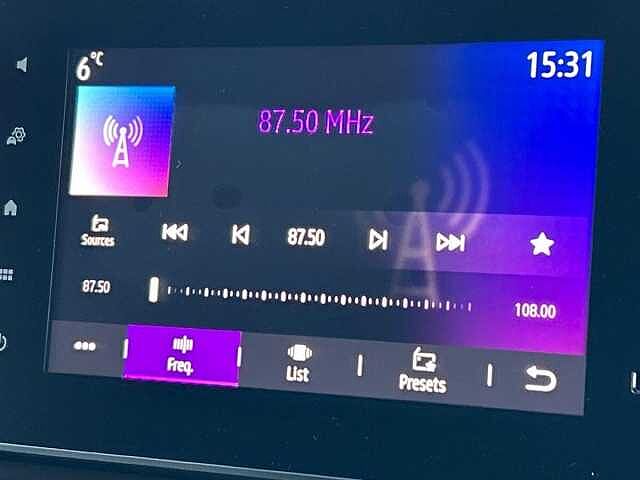 6°C
15:31
87.50 MHz
Sources
87.50
87.50
108.00
Freq.
List
Presets